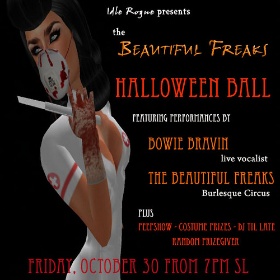 Idle Rogue presents
the
Beautiful Freaks
Halloween Ball
featuring performances by
Bowie Bravin
live vocalist
The Beautiful Freaks
Burlesque Circus
plus
peepshow - costume prizes - DJ til late
random prizegiver
Friday, October 30 from 7pm SL